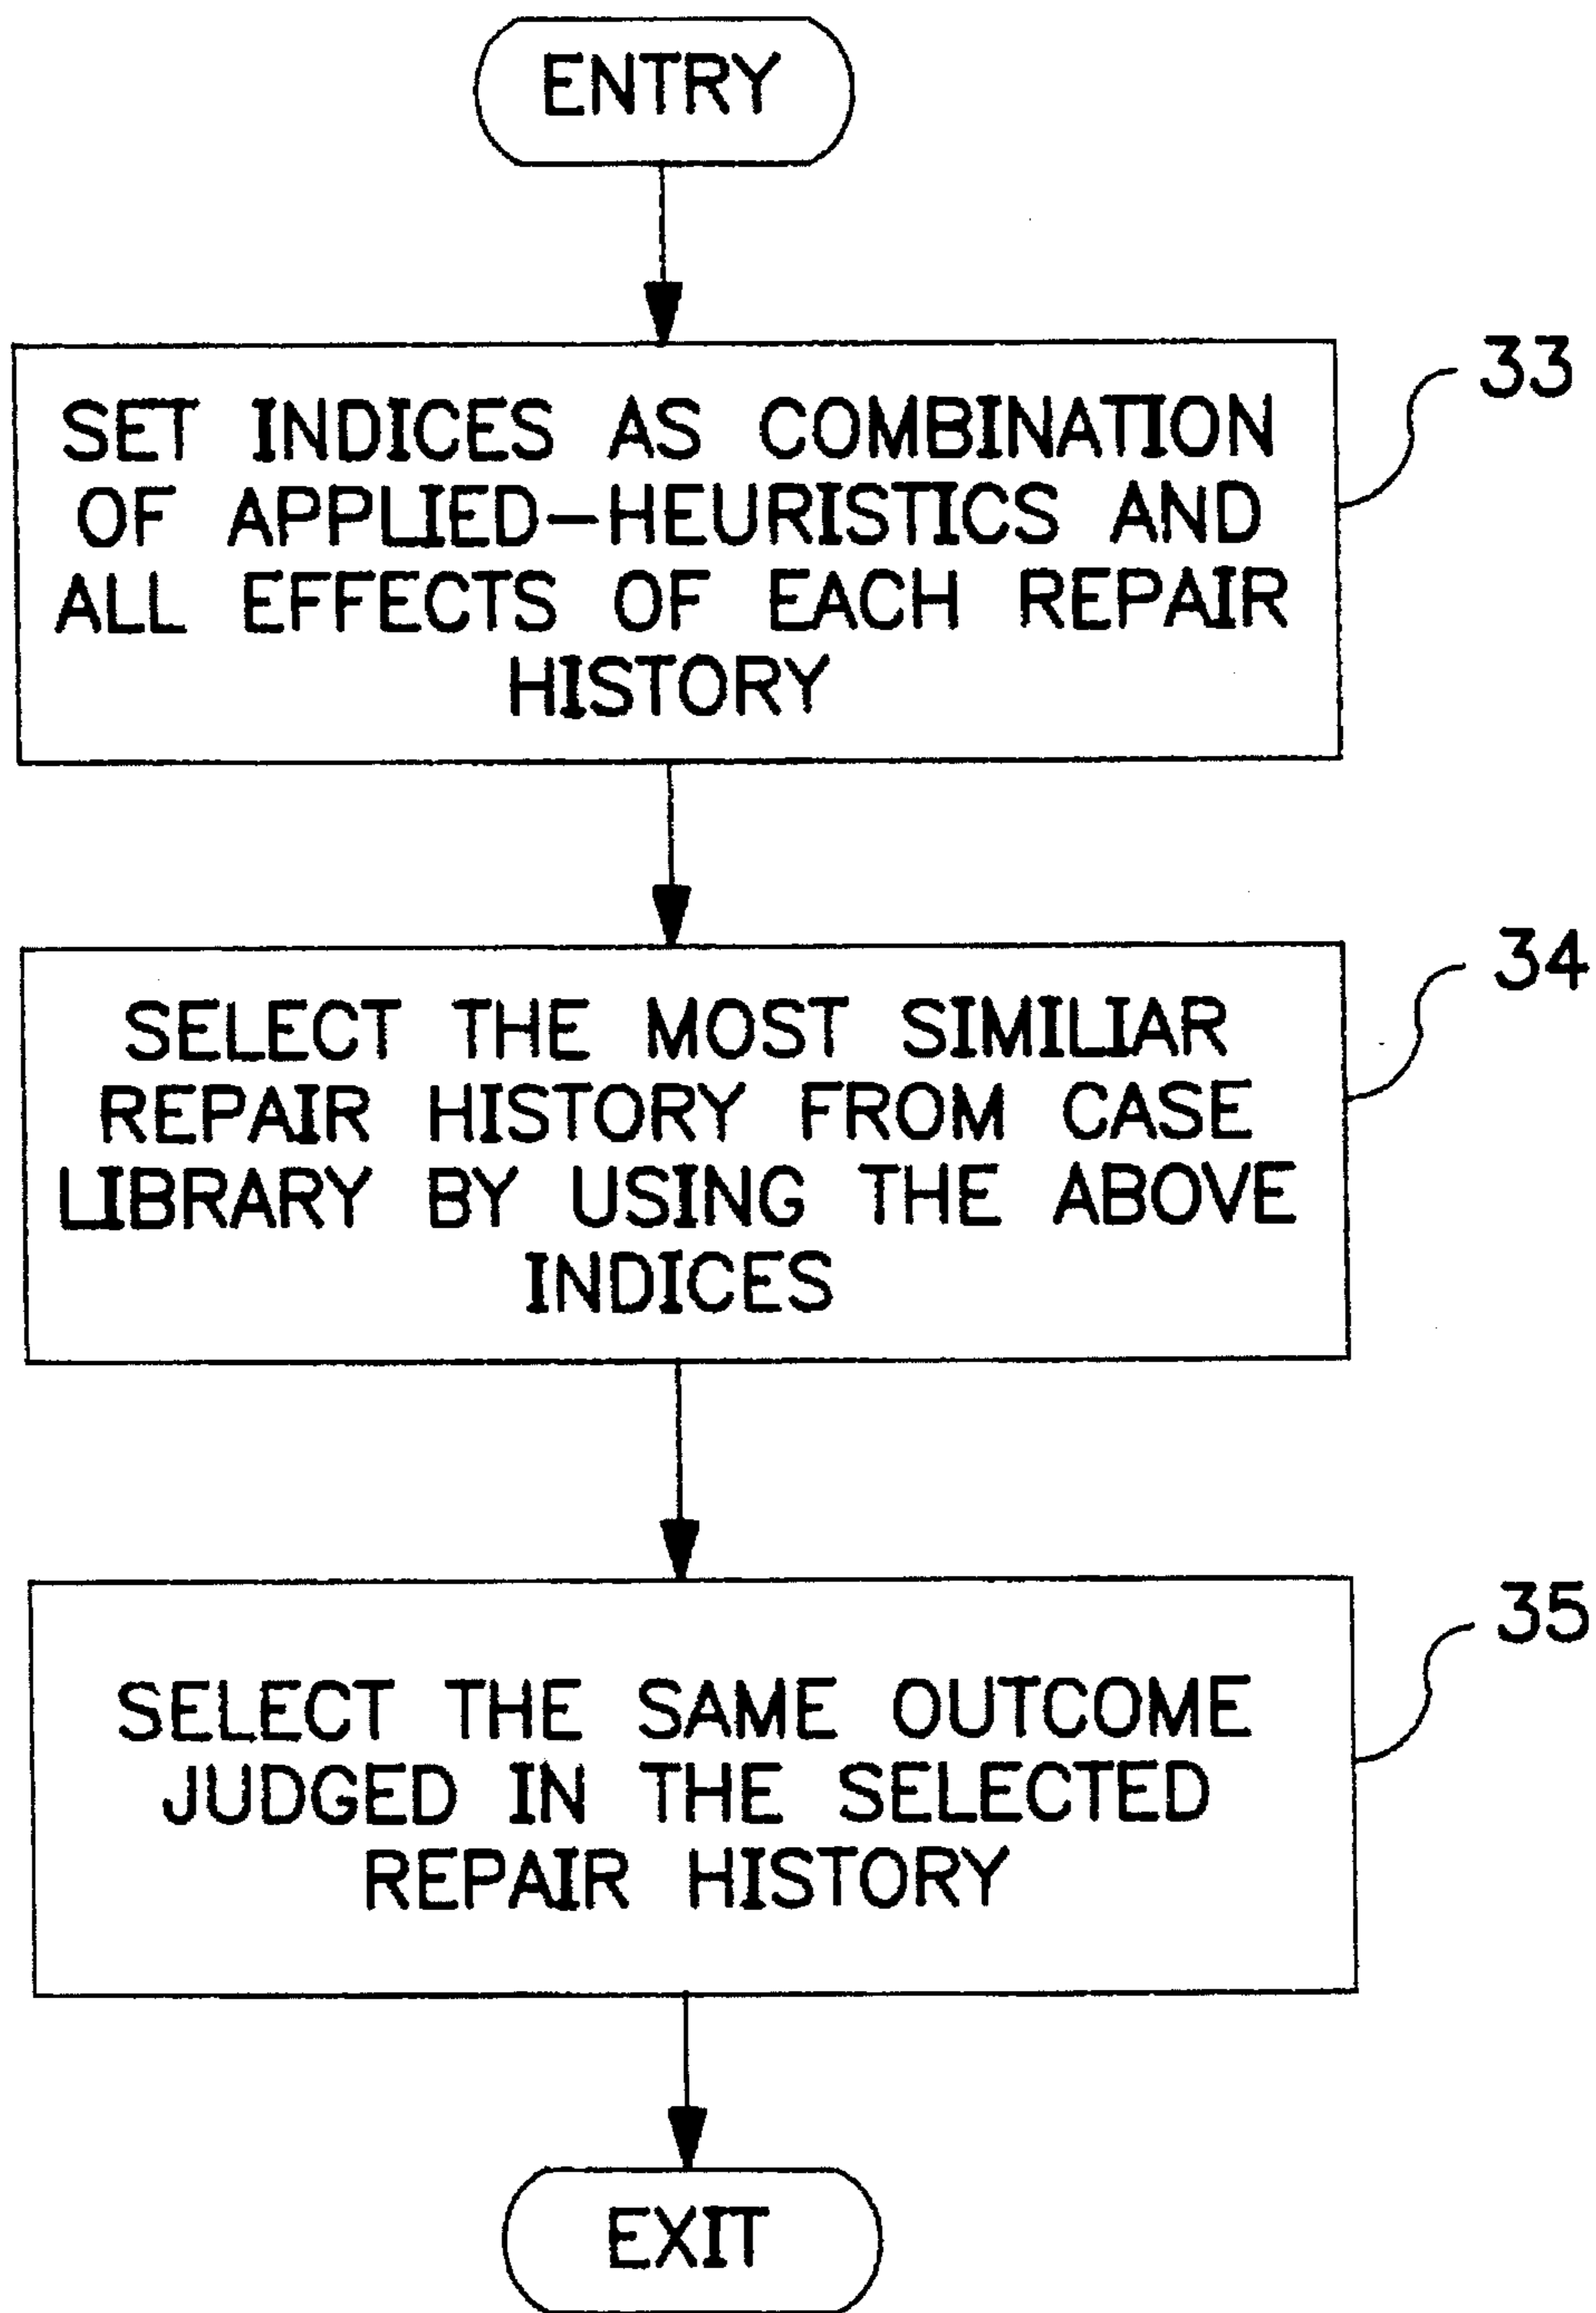 ENTRY
33
SET INDICES AS COMBINATION
OF APPLIED-HEURISTICS AND
ALL EFFECTS OF EACH REPAIR
HISTORY
34
SELECT THE MOST SIMILIAR
REPAIR HISTORY FROM CASE
LIBRARY BY USING THE ABOVE
INDICES
35
SELECT THE SAME OUTCOME
JUDGED IN THE SELECTED
REPAIR HISTORY
EXIT